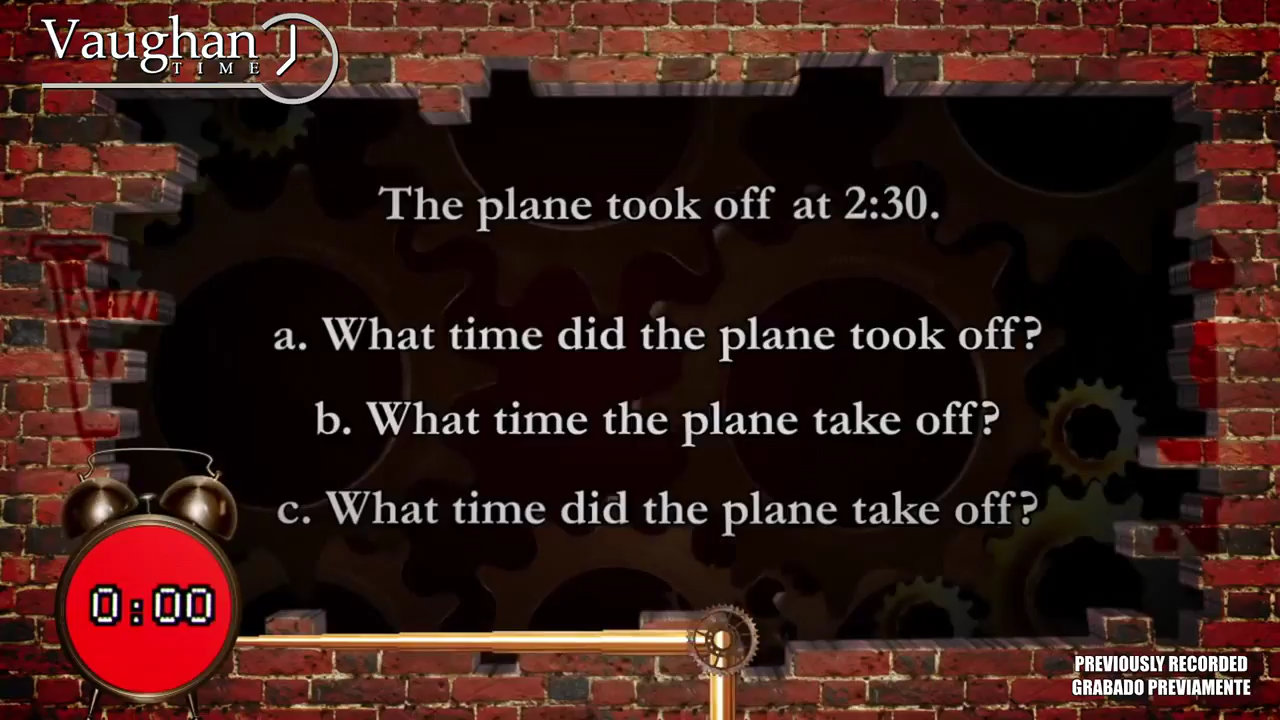 Vaughan
TIME
The plane took off at 2:30.
a. What time did the plane took off?
b. What time the plane take off?
c. What time did the plane take off?
0:00
PREVIOUSLY RECORDED
GRABADO PREVIAMENTE